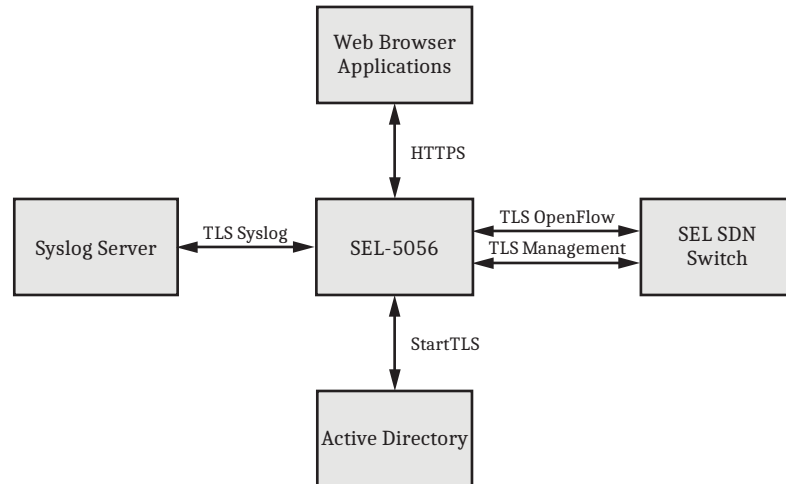 Web Browser
Applications
HTTPS
Syslog Server
TLS Syslog
SEL-5056
TLS OpenFlow
TLS Management
SEL SDN
Switch
StartTLS
Active Directory